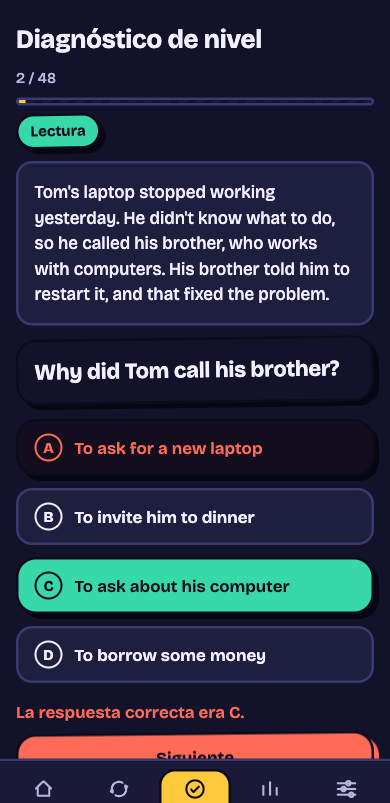 Diagnóstico de nivel
2 / 48
Lectura
Tom's laptop stopped working
yesterday. He didn't know what to do,
so he called his brother, who works
with computers. His brother told him to
restart it, and that fixed the problem.
Why did Tom call his brother?
A To ask for a new laptop
B To invite him to dinner
C To ask about his computer
D To borrow some money
La respuesta correcta era C.
Siguiente